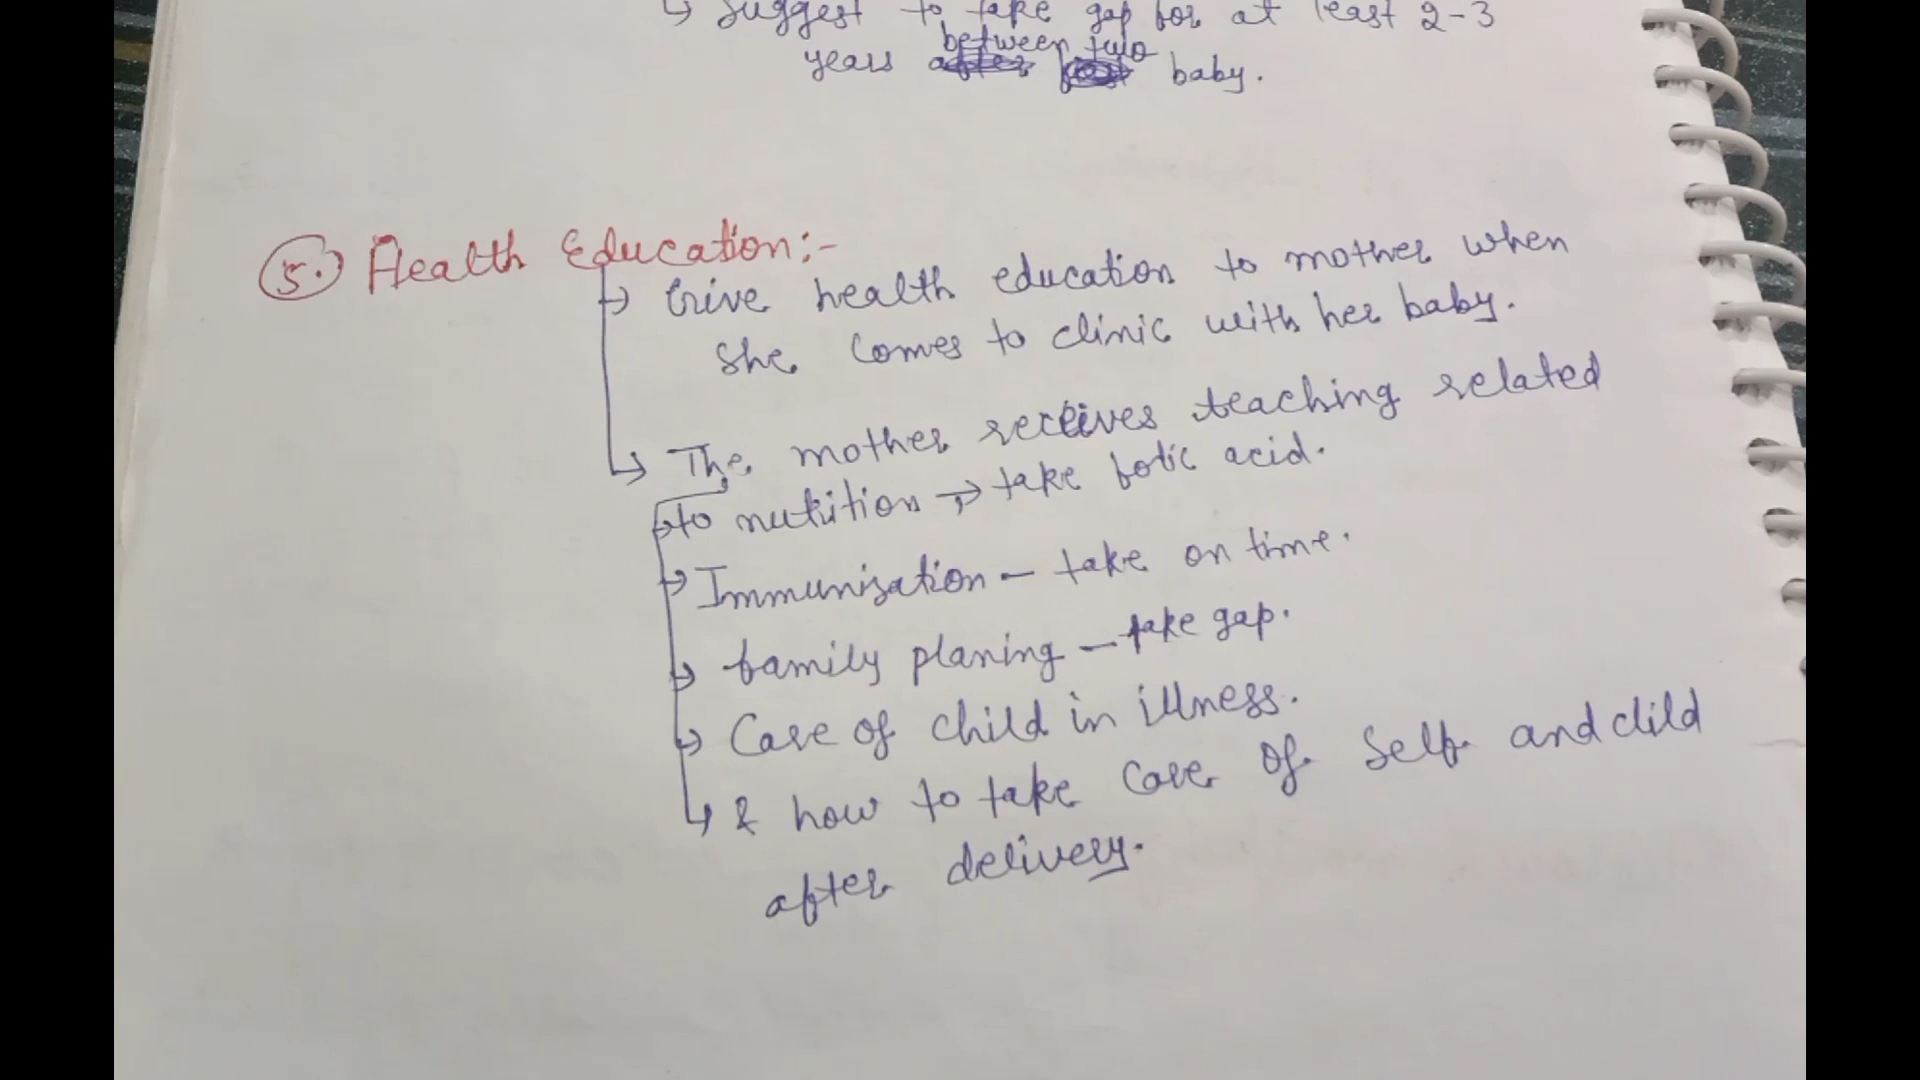 ↳ Suggest to take gap for at least 2-3
between two
years after baby.
5. Health Education:-
→ Give health education to mother when
she comes to clinic with her baby.
↳ The mother receives teaching related
→ to nutrition → take folic acid.
→ Immunisation - take on time.
→ family planing - take gap.
→ Care of child in illness.
↳ & how to take care of self and child
after delivery.